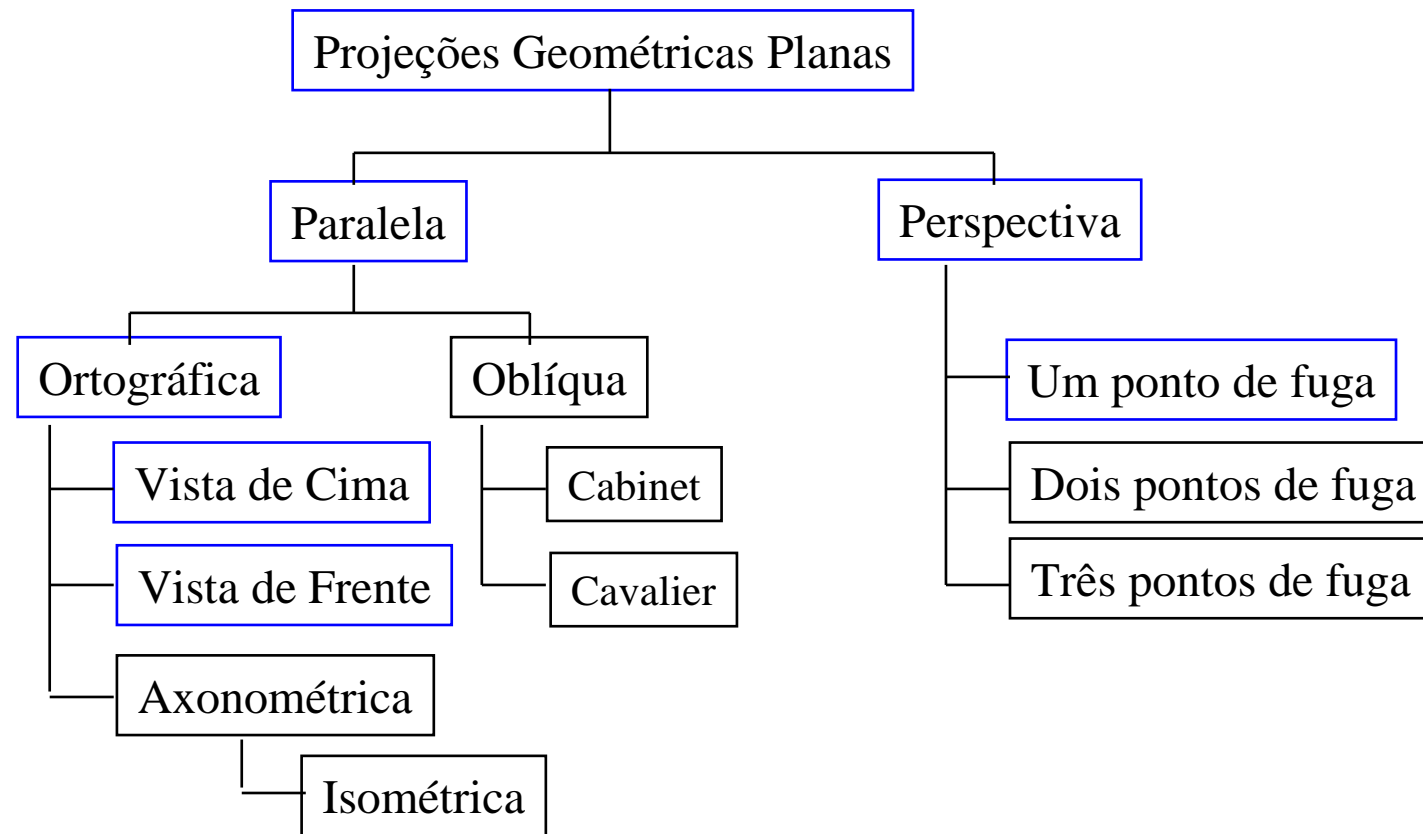 Projeções Geométricas Planas
Paralela
Perspectiva
Ortográfica
Oblíqua
Um ponto de fuga
Vista de Cima
Cabinet
Dois pontos de fuga
Vista de Frente
Cavalier
Três pontos de fuga
Axonométrica
Isométrica